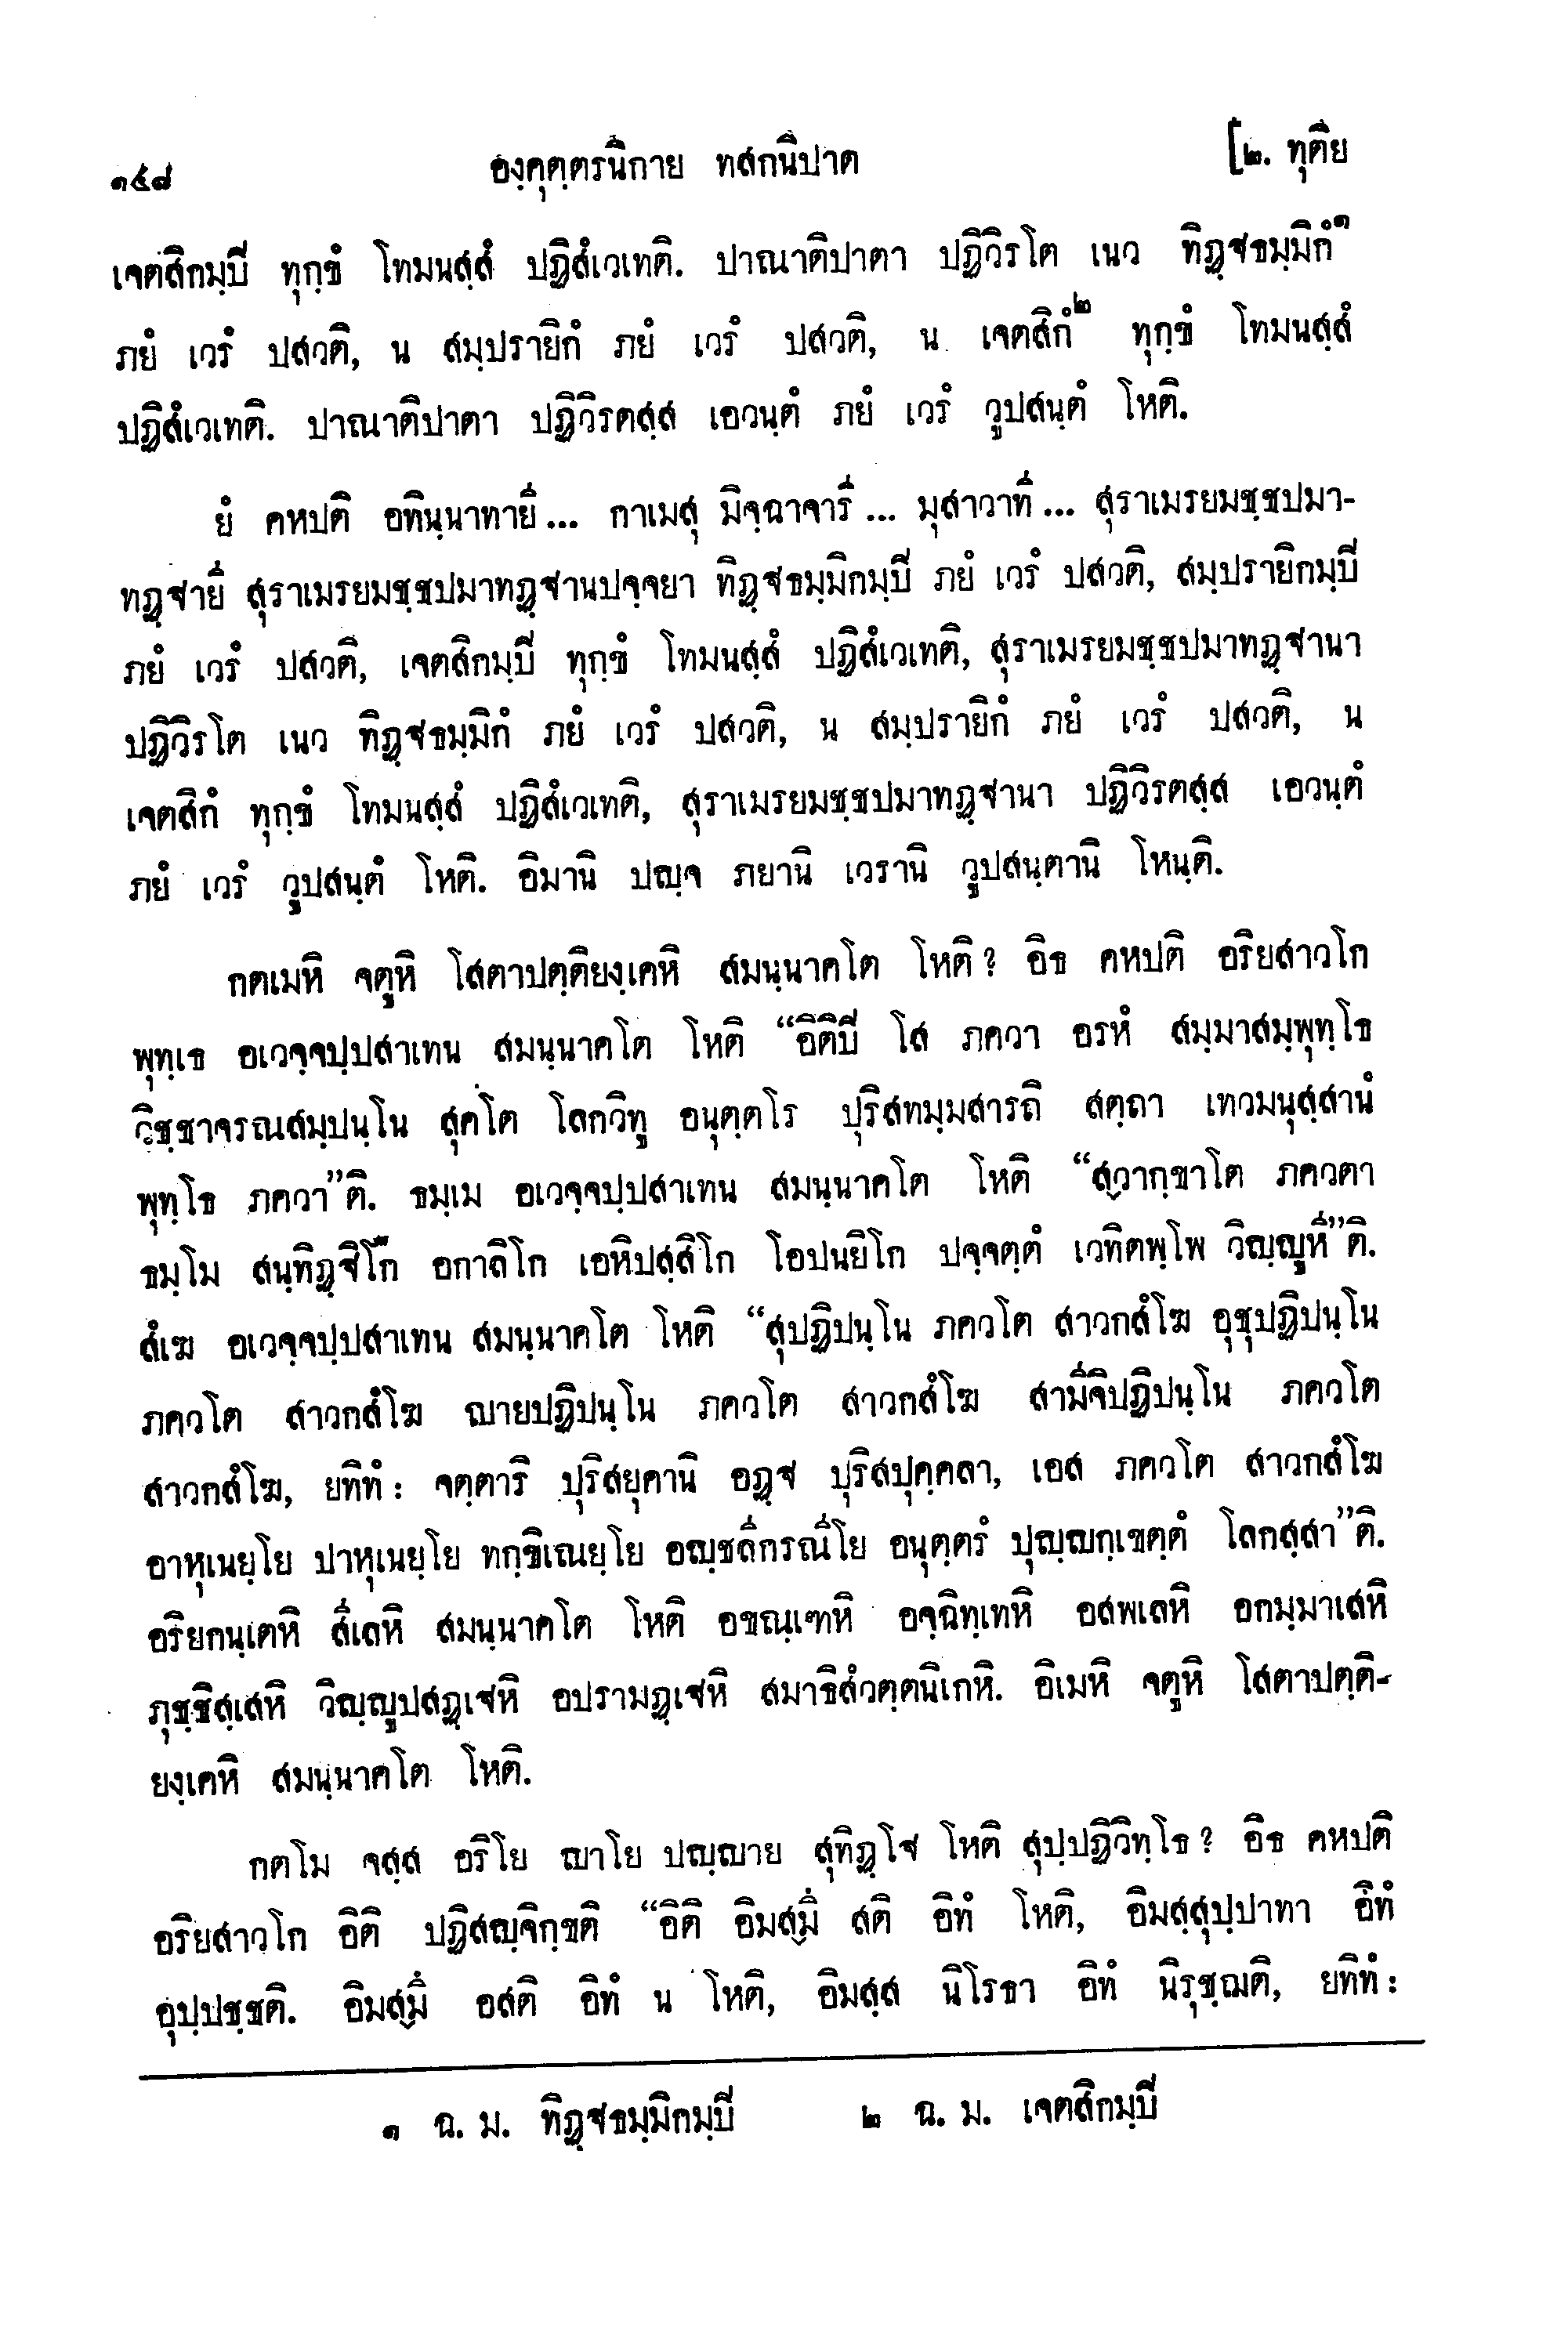 ๑๕๘ องฺคุตฺตรนิกาย ทสกนิปาต [๒. ทุติย
เจตสิกมฺปิ ทุกฺขํ โทมนสฺสํ ปฏิสํเวเทติ. ปาณาติปาตา ปฏิวิรโต เนว ทิฏฺฐธมฺมิกํ๑
ภยํ เวรํ ปสวติ, น สมฺปรายิกํ ภยํ เวรํ ปสวติ, น เจตสิกํ๒ ทุกฺขํ โทมนสฺสํ
ปฏิสํเวเทติ. ปาณาติปาตา ปฏิวิรตสฺส เอวนฺตํ ภยํ เวรํ วูปสนฺตํ โหติ.
ยํ คหปติ อทินฺนาทายี ... กาเมสุ มิจฺฉาจารี ... มุสาวาที ... สุราเมรยมชฺชปมา-
ทฏฺฐายี สุราเมรยมชฺชปมาทฏฺฐานปจฺจยา ทิฏฺฐธมฺมิกมฺปิ ภยํ เวรํ ปสวติ, สมฺปรายิกมฺปิ
ภยํ เวรํ ปสวติ, เจตสิกมฺปิ ทุกฺขํ โทมนสฺสํ ปฏิสํเวเทติ, สุราเมรยมชฺชปมาทฏฺฐานา
ปฏิวิรโต เนว ทิฏฺฐธมฺมิกํ ภยํ เวรํ ปสวติ, น สมฺปรายิกํ ภยํ เวรํ ปสวติ, น
เจตสิกํ ทุกฺขํ โทมนสฺสํ ปฏิสํเวเทติ, สุราเมรยมชฺชปมาทฏฺฐานา ปฏิวิรตสฺส เอวนฺตํ
ภยํ เวรํ วูปสนฺตํ โหติ. อิมานิ ปญฺจ ภยานิ เวรานิ วูปสนฺตานิ โหนฺติ.
กตเมหิ จตูหิ โสตาปตฺติยงฺเคหิ สมนฺนาคโต โหติ? อิธ คหปติ อริยสาวโก
พุทฺเธ อเวจฺจปฺปสาเทน สมนฺนาคโต โหติ “อิติปิ โส ภควา อรหํ สมฺมาสมฺพุทฺโธ
วิชฺชาจรณสมฺปนฺโน สุคโต โลกวิทู อนุตฺตโร ปุริสทมฺมสารถิ สตฺถา เทวมนุสฺสานํ
พุทฺโธ ภควา”ติ. ธมฺเม อเวจฺจปฺปสาเทน สมนฺนาคโต โหติ “สฺวากฺขาโต ภควตา
ธมฺโม สนฺทิฏฺฐิโก อกาลิโก เอหิปสฺสิโก โอปนยิโก ปจฺจตฺตํ เวทิตพฺโพ วิญฺญูหี”ติ.
สํเฆ อเวจฺจปฺปสาเทน สมนฺนาคโต โหติ “สุปฏิปนฺโน ภควโต สาวกสํโฆ อุชุปฏิปนฺโน
ภควโต สาวกสํโฆ ญายปฏิปนฺโน ภควโต สาวกสํโฆ สามีจิปฏิปนฺโน ภควโต
สาวกสํโฆ, ยทิทํ : จตฺตาริ ปุริสยุคานิ อฏฺฐ ปุริสปุคฺคลา, เอส ภควโต สาวกสํโฆ
อาหุเนยฺโย ปาหุเนยฺโย ทกฺขิเณยฺโย อญฺชลิกรณีโย อนุตฺตรํ ปุญฺญกฺเขตฺตํ โลกสฺสา”ติ.
อริยกนฺเตหิ สีเลหิ สมนฺนาคโต โหติ อขณฺเฑหิ อจฺฉิทฺเทหิ อสพเลหิ อกมฺมาเสหิ
ภุชฺชิสฺเสหิ วิญฺญูปสฏฺเฐหิ อปรามฏฺเฐหิ สมาธิสํวตฺตนิเกหิ. อิเมหิ จตูหิ โสตาปตฺติ-
ยงฺเคหิ สมนฺนาคโต โหติ.
กตโม จสฺส อริโย ญาโย ปญฺญาย สุทิฏฺโฐ โหติ สุปฺปฏิวิทฺโธ? อิธ คหปติ
อริยสาวโก อิติ ปฏิสญฺจิกฺขติ “อิติ อิมสฺมิํ สติ อิทํ โหติ, อิมสฺสุปฺปาทา อิทํ
อุปฺปชฺชติ. อิมสฺมิํ อสติ อิทํ น โหติ, อิมสฺส นิโรธา อิทํ นิรุชฺฌติ, ยทิทํ :
๑ ฉ. ม. ทิฏฺฐธมฺมิกมฺปิ ๒ ฉ. ม. เจตสิกมฺปิ